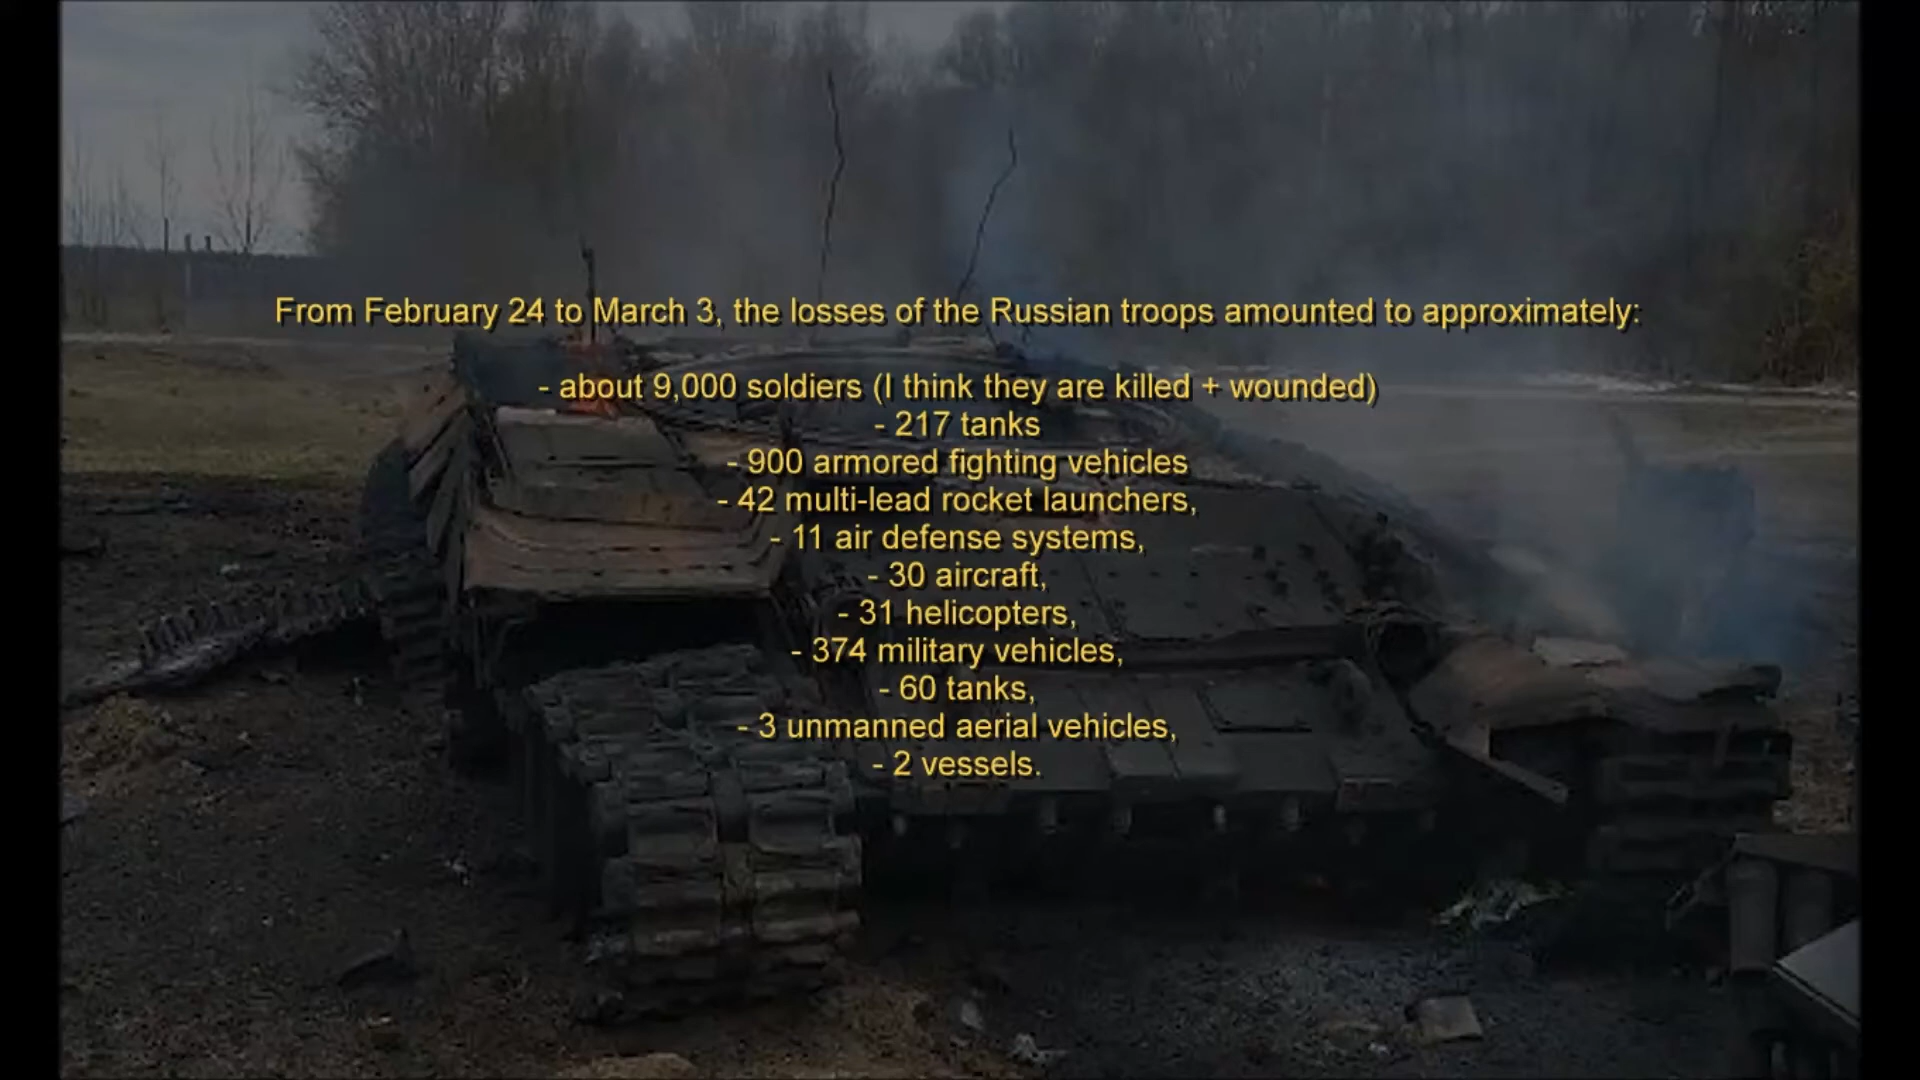 From February 24 to March 3, the losses of the Russian troops amounted to approximately:
- about 9,000 soldiers (I think they are killed + wounded)
- 217 tanks
- 900 armored fighting vehicles
- 42 multi-lead rocket launchers,
- 11 air defense systems,
- 30 aircraft,
- 31 helicopters,
- 374 military vehicles,
- 60 tanks,
- 3 unmanned aerial vehicles,
- 2 vessels.